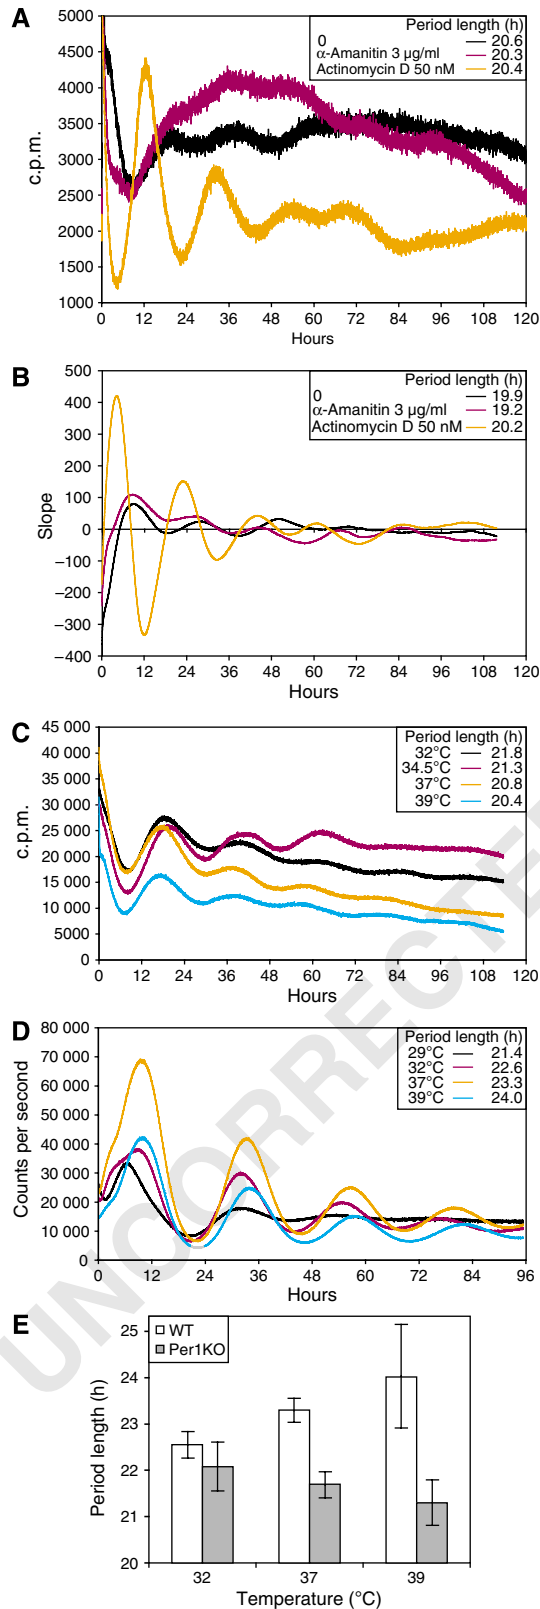 A
Period length (h)
0 20.6
α-Amanitin 3 µg/ml 20.3
Actinomycin D 50 nM 20.4
5000
4500
4000
3500
3000
2500
2000
1500
1000
c.p.m.
0 12 24 36 48 60 72 84 96 108 120
Hours
B
Period length (h)
0 19.9
α-Amanitin 3 µg/ml 19.2
Actinomycin D 50 nM 20.2
500
400
300
200
100
0
−100
−200
−300
−400
Slope
0 12 24 36 48 60 72 84 96 108 120
Hours
C
Period length (h)
32°C 21.8
34.5°C 21.3
37°C 20.8
39°C 20.4
45 000
40 000
35 000
30 000
25 000
20 000
15 000
10 000
5000
0
c.p.m.
0 12 24 36 48 60 72 84 96 108 120
Hours
D
Period length (h)
29°C 21.4
32°C 22.6
37°C 23.3
39°C 24.0
80 000
70 000
60 000
50 000
40 000
30 000
20 000
10 000
0
Counts per second
0 12 24 36 48 60 72 84 96
Hours
E
WT
Per1KO
25
24
23
22
21
20
Period length (h)
32 37 39
Temperature (°C)
UNCORRECTE